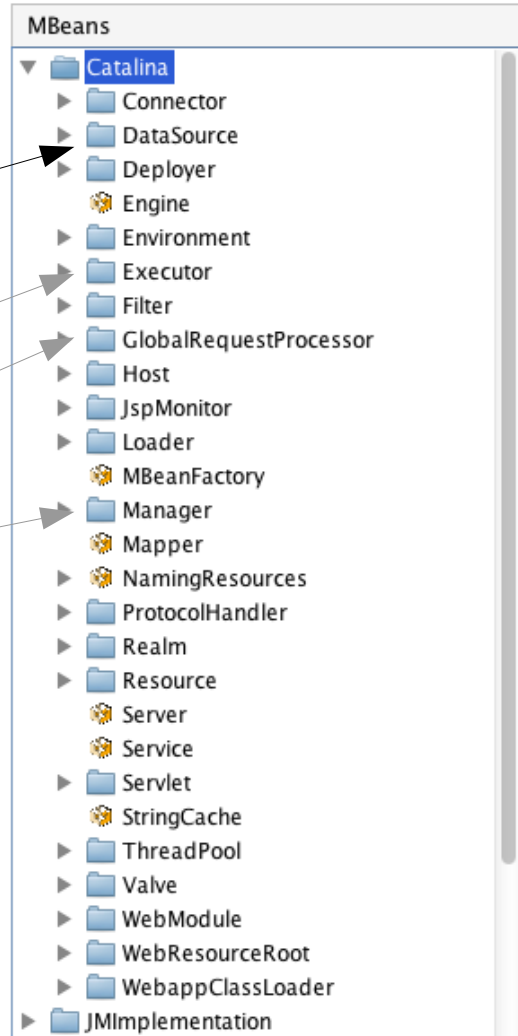 MBeans
Catalina
Connector
DataSource
Deployer
Engine
Environment
Executor
Filter
GlobalRequestProcessor
Host
JspMonitor
Loader
MBeanFactory
Manager
Mapper
NamingResources
ProtocolHandler
Realm
Resource
Server
Service
Servlet
StringCache
ThreadPool
Valve
WebModule
WebResourceRoot
WebappClassLoader
JMImplementation